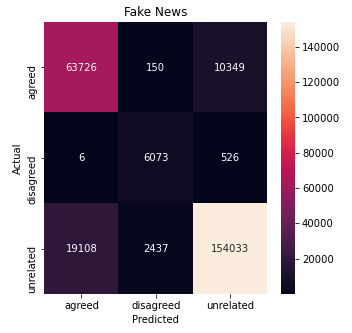 Fake News
63726 150 10349
6 6073 526
19108 2437 154033
agreed
disagreed
unrelated
Actual
agreed disagreed unrelated
Predicted
140000
120000
100000
80000
60000
40000
20000